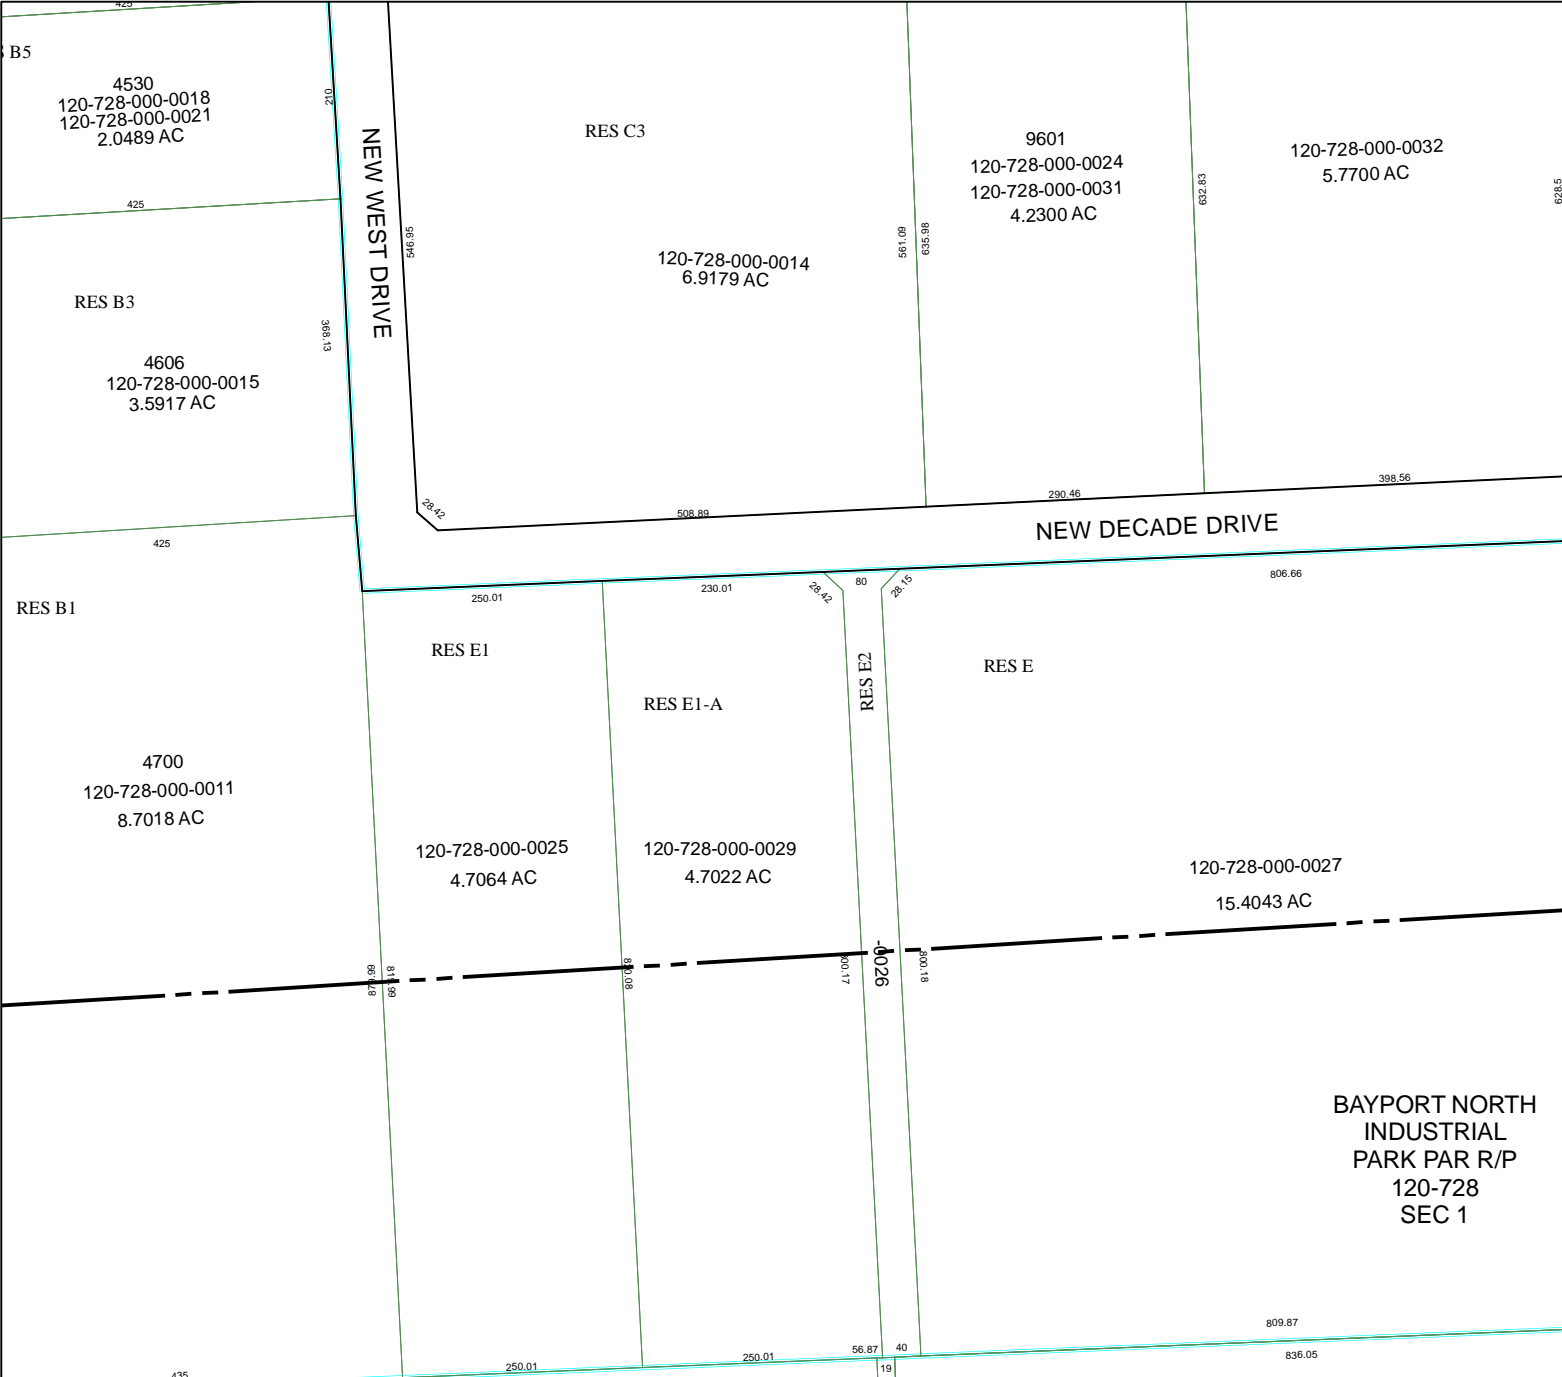 425
B5
4530
120-728-000-0018
120-728-000-0021
2.0489 AC
210
425
NEW WEST DRIVE
RES C3
546.95
120-728-000-0014
6.9179 AC
561.09
635.98
9601
120-728-000-0024
120-728-000-0031
4.2300 AC
632.83
120-728-000-0032
5.7700 AC
628.5
RES B3
368.13
4606
120-728-000-0015
3.5917 AC
28.42
508.89
290.46
398.56
NEW DECADE DRIVE
425
250.01
230.01
28.42
80
28.15
806.66
RES B1
RES E1
RES E1-A
RES E2
RES E
4700
120-728-000-0011
8.7018 AC
120-728-000-0025
4.7064 AC
120-728-000-0029
4.7022 AC
120-728-000-0027
15.4043 AC
-0026
800.18
BAYPORT NORTH
INDUSTRIAL
PARK PAR R/P
120-728
SEC 1
809.87
836.05
435
250.01
250.01
56.87
40
19